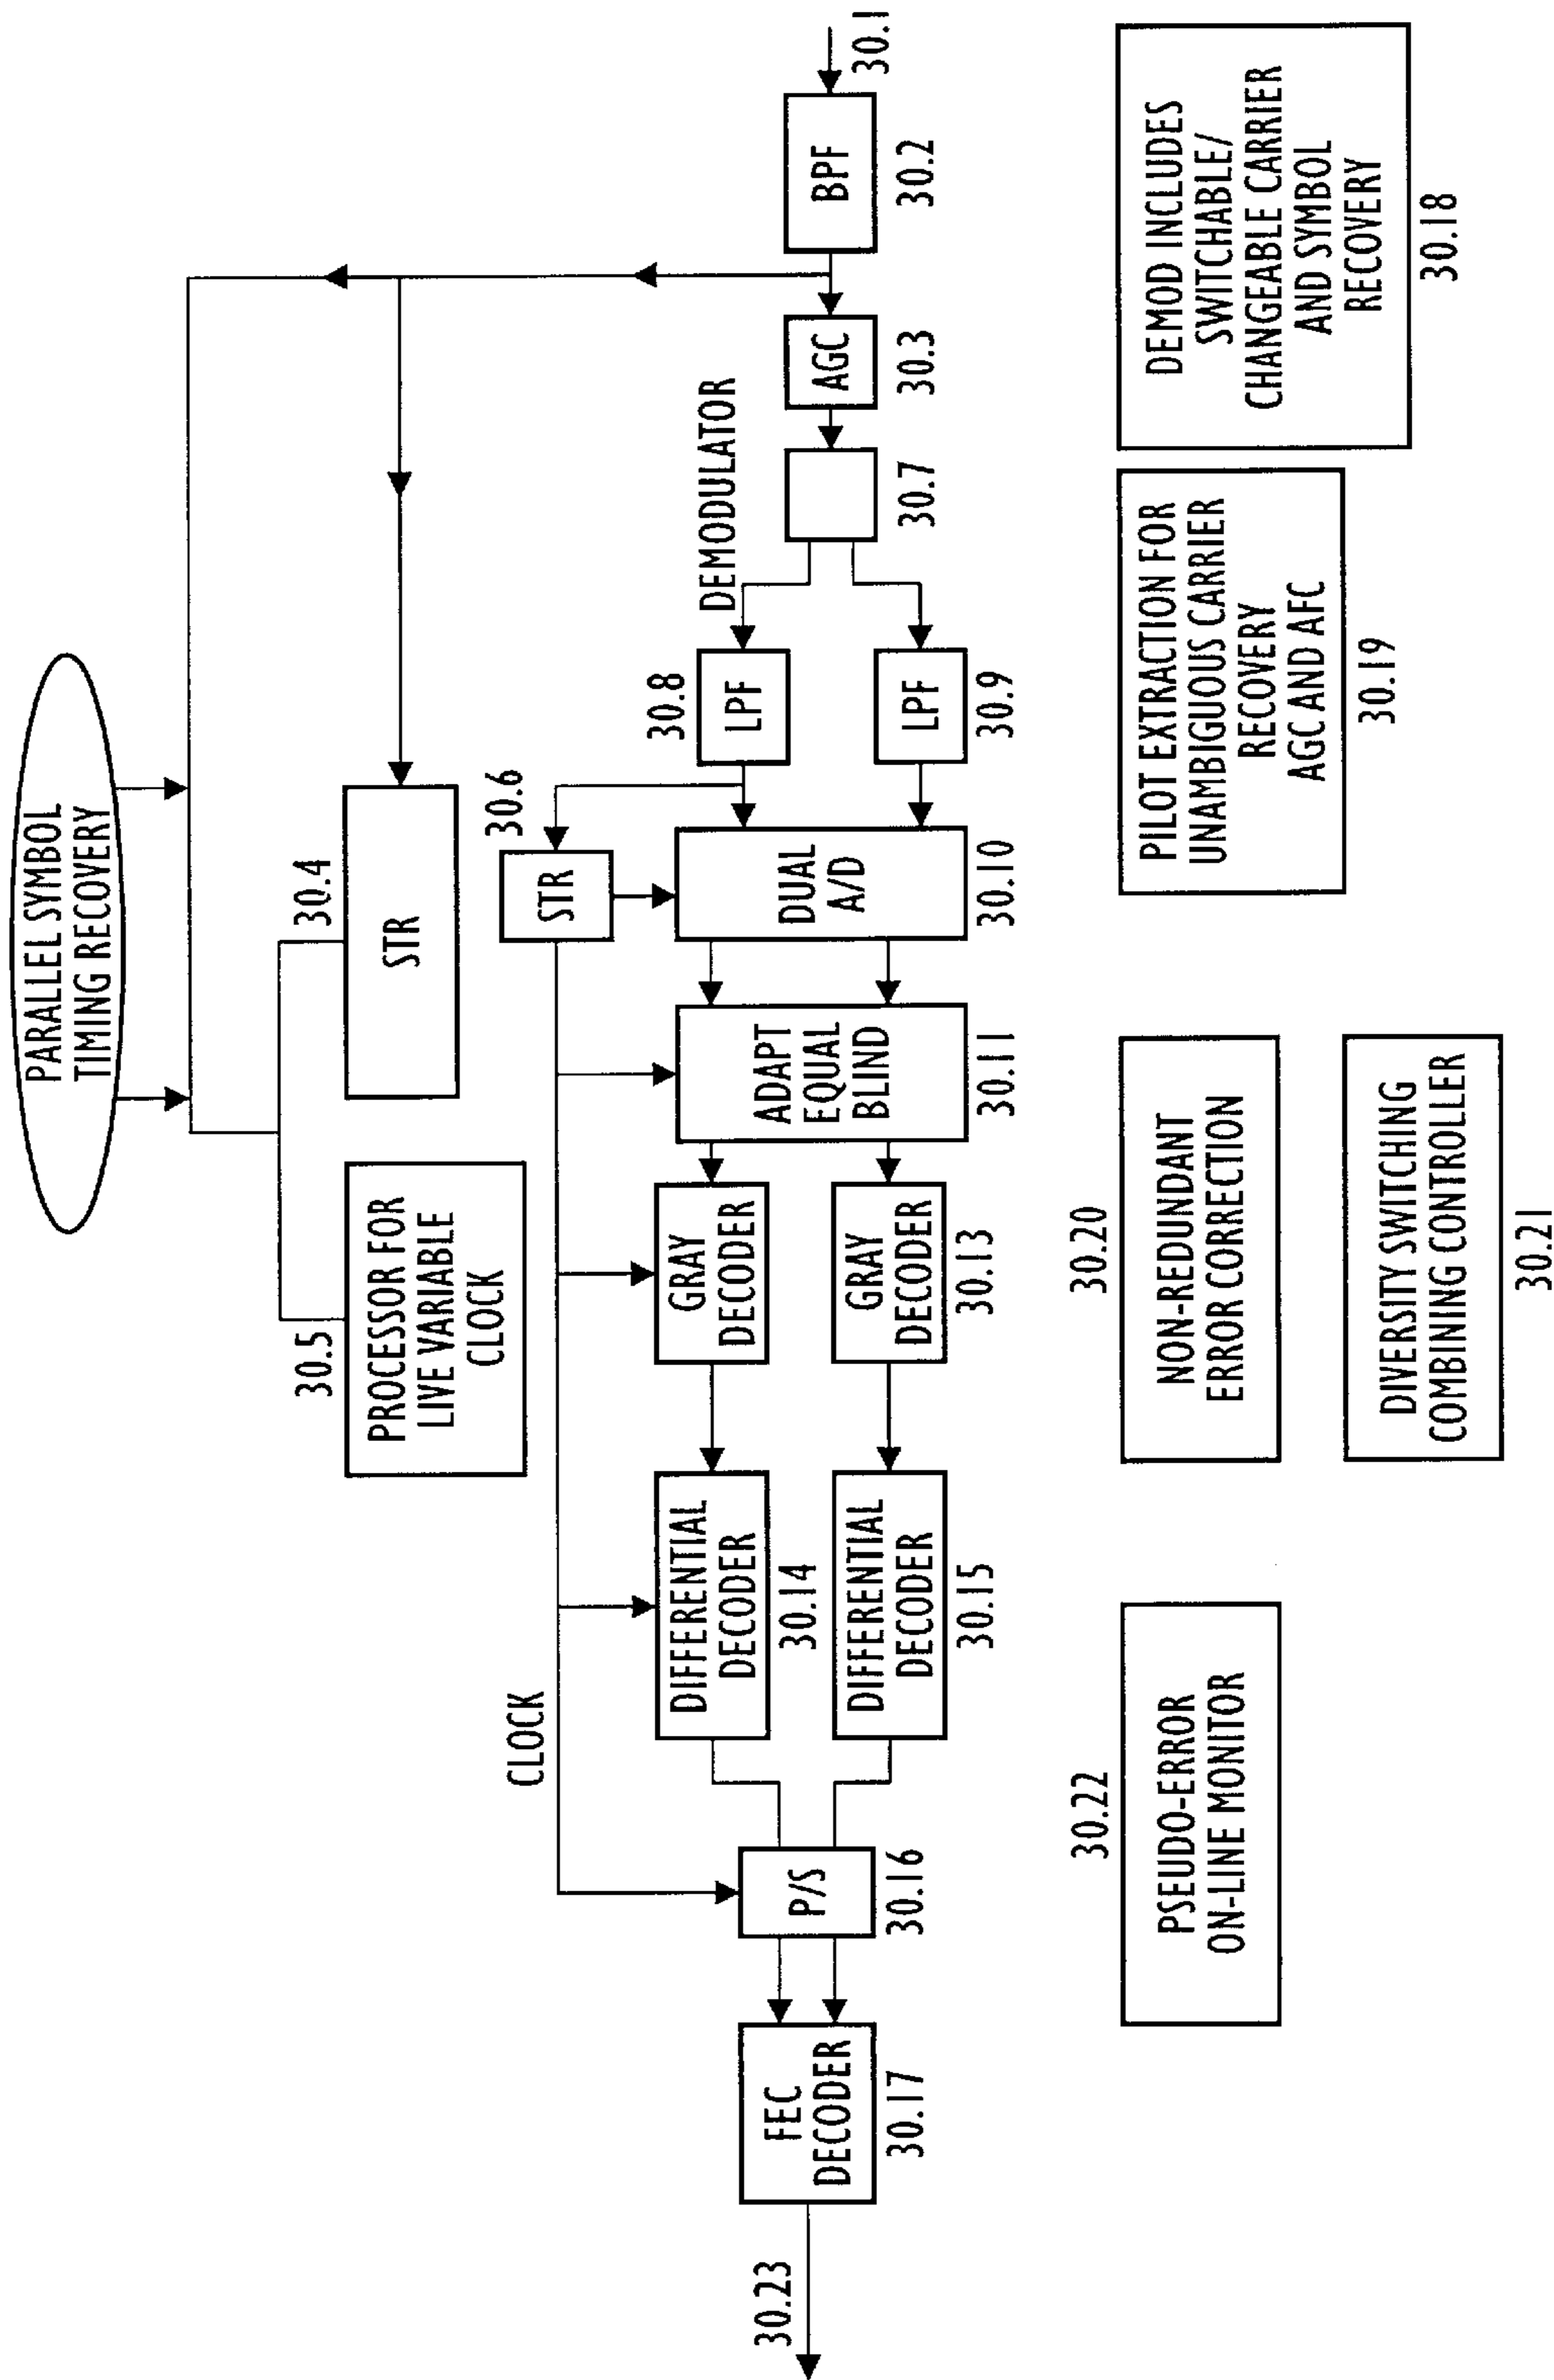 PARALLEL SYMBOL
TIMING RECOVERY
30.5
PROCESSOR FOR
LIVE VARIABLE
CLOCK
30.4
STR
CLOCK
30.6
STR
DEMODULATOR
30.23
FEC
DECODER
30.17
P/S
30.16
DIFFERENTIAL
DECODER
30.14
DIFFERENTIAL
DECODER
30.15
GRAY
DECODER
GRAY
DECODER
30.13
ADAPT
EQUAL
BLIND
30.11
DUAL
A/D
30.10
30.8
LPF
LPF
30.9
30.7
AGC
30.3
BPF
30.2
30.1
30.22
PSEUDO-ERROR
ON-LINE MONITOR
30.20
NON-REDUNDANT
ERROR CORRECTION
DIVERSITY SWITCHING
COMBINING CONTROLLER
30.21
PILOT EXTRACTION FOR
UNAMBIGUOUS CARRIER
RECOVERY
AGC AND AFC
30.19
DEMOD INCLUDES
SWITCHABLE/
CHANGEABLE CARRIER
AND SYMBOL
RECOVERY
30.18